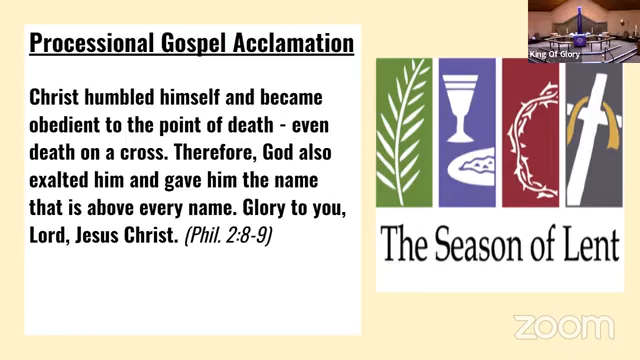 Processional Gospel Acclamation
Christ humbled himself and became
obedient to the point of death - even
death on a cross. Therefore, God also
exalted him and gave him the name
that is above every name. Glory to you,
Lord, Jesus Christ. (Phil. 2:8-9)
King Of Glory
The Season of Lent
zoom